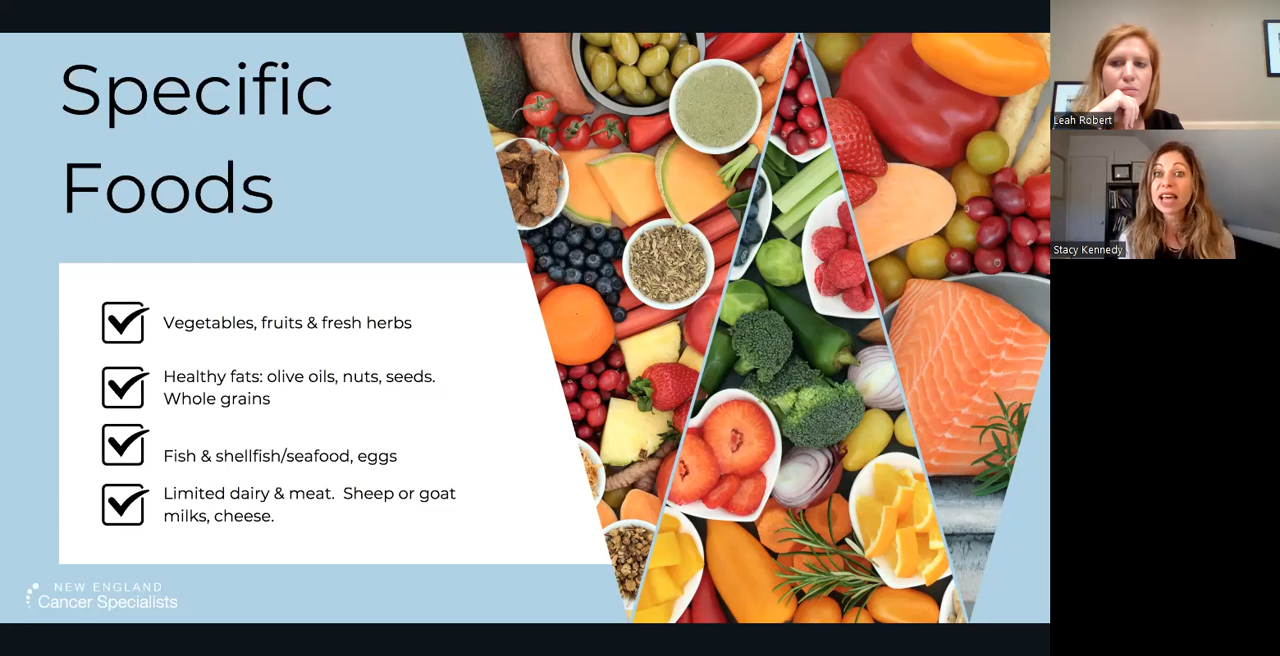 Specific
Foods
Vegetables, fruits & fresh herbs
Healthy fats: olive oils, nuts, seeds.
Whole grains
Fish & shellfish/seafood, eggs
Limited dairy & meat.  Sheep or goat
milks, cheese.
NEW ENGLAND
Cancer Specialists
Leah Robert
Stacy Kennedy